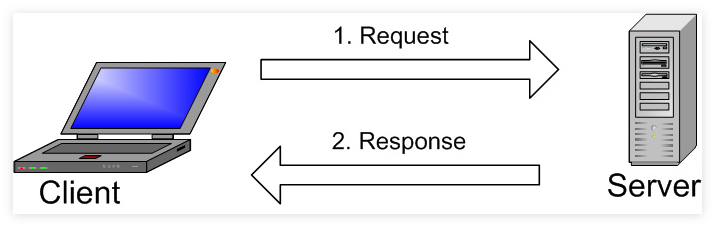 1. Request
2. Response
Client
Server